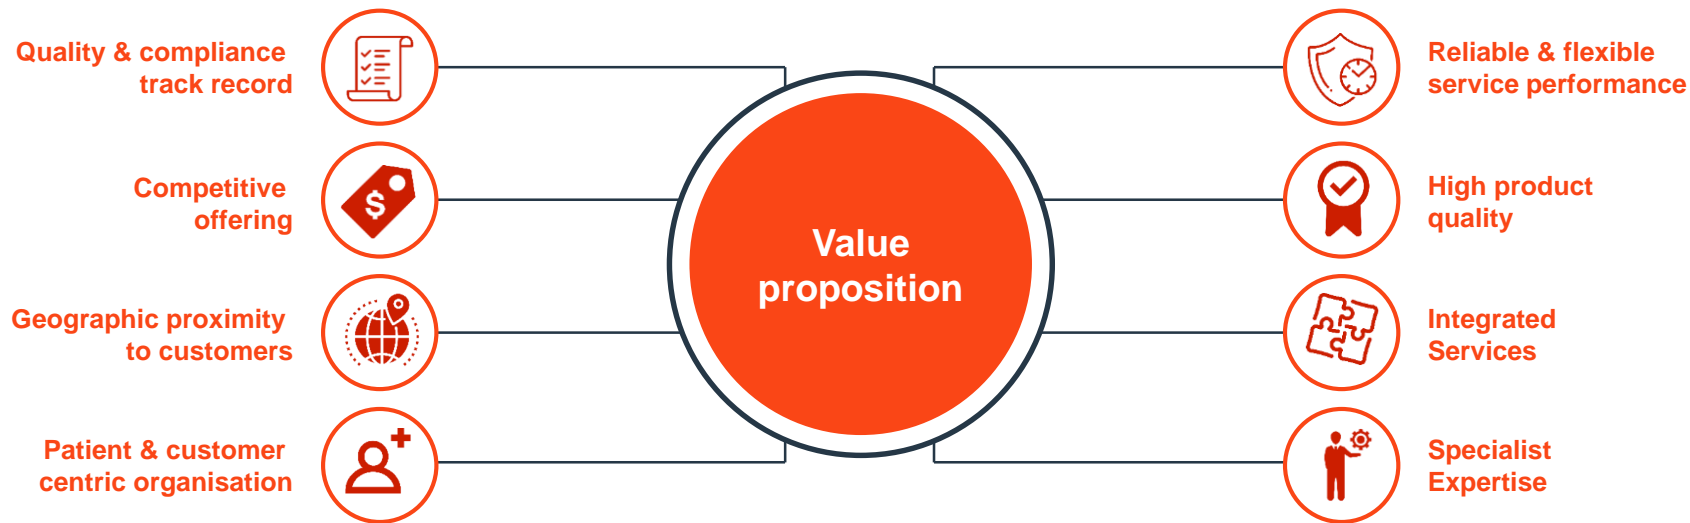 Quality & compliance
track record
Competitive
offering
Geographic proximity
to customers
Patient & customer
centric organisation
$
Value
proposition
Reliable & flexible
service performance
High product
quality
Integrated
Services
Specialist
Expertise